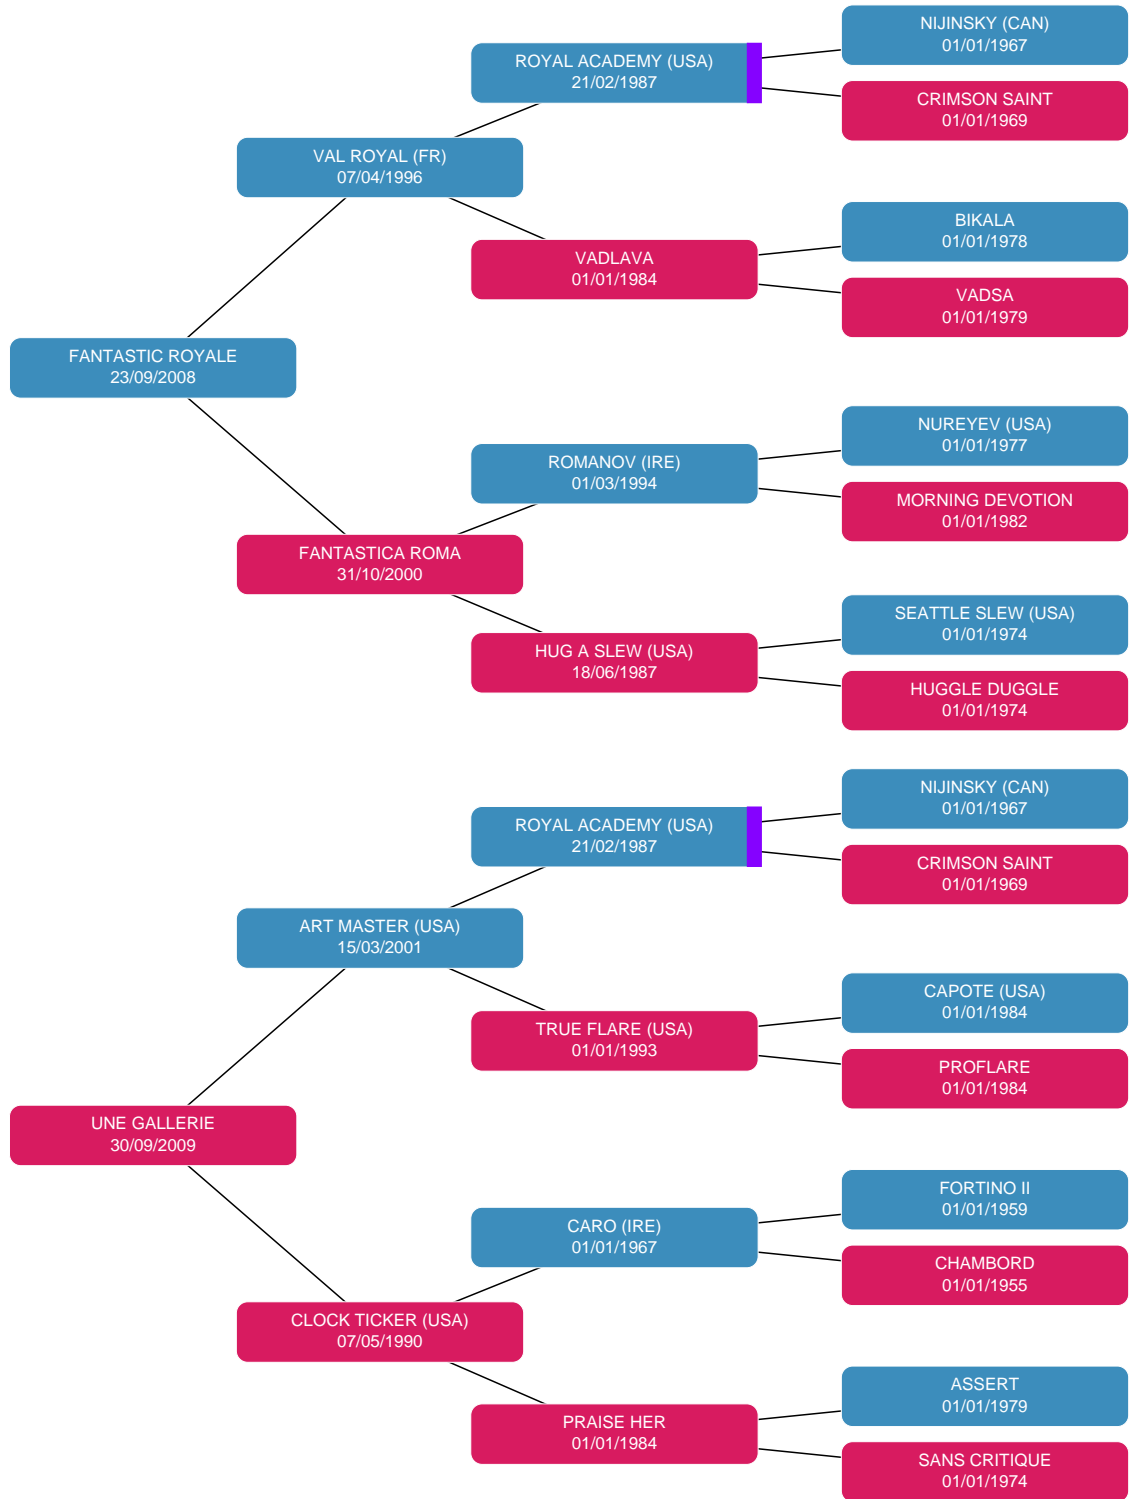 NIJINSKY (CAN)
01/01/1967
ROYAL ACADEMY (USA)
21/02/1987
CRIMSON SAINT
01/01/1969
VAL ROYAL (FR)
07/04/1996
BIKALA
01/01/1978
VADLAVA
01/01/1984
VADSA
01/01/1979
FANTASTIC ROYALE
23/09/2008
NUREYEV (USA)
01/01/1977
ROMANOV (IRE)
01/03/1994
MORNING DEVOTION
01/01/1982
FANTASTICA ROMA
31/10/2000
SEATTLE SLEW (USA)
01/01/1974
HUG A SLEW (USA)
18/06/1987
HUGGLE DUGGLE
01/01/1974
NIJINSKY (CAN)
01/01/1967
ROYAL ACADEMY (USA)
21/02/1987
CRIMSON SAINT
01/01/1969
ART MASTER (USA)
15/03/2001
CAPOTE (USA)
01/01/1984
TRUE FLARE (USA)
01/01/1993
PROFLARE
01/01/1984
UNE GALLERIE
30/09/2009
FORTINO II
01/01/1959
CARO (IRE)
01/01/1967
CHAMBORD
01/01/1955
CLOCK TICKER (USA)
07/05/1990
ASSERT
01/01/1979
PRAISE HER
01/01/1984
SANS CRITIQUE
01/01/1974